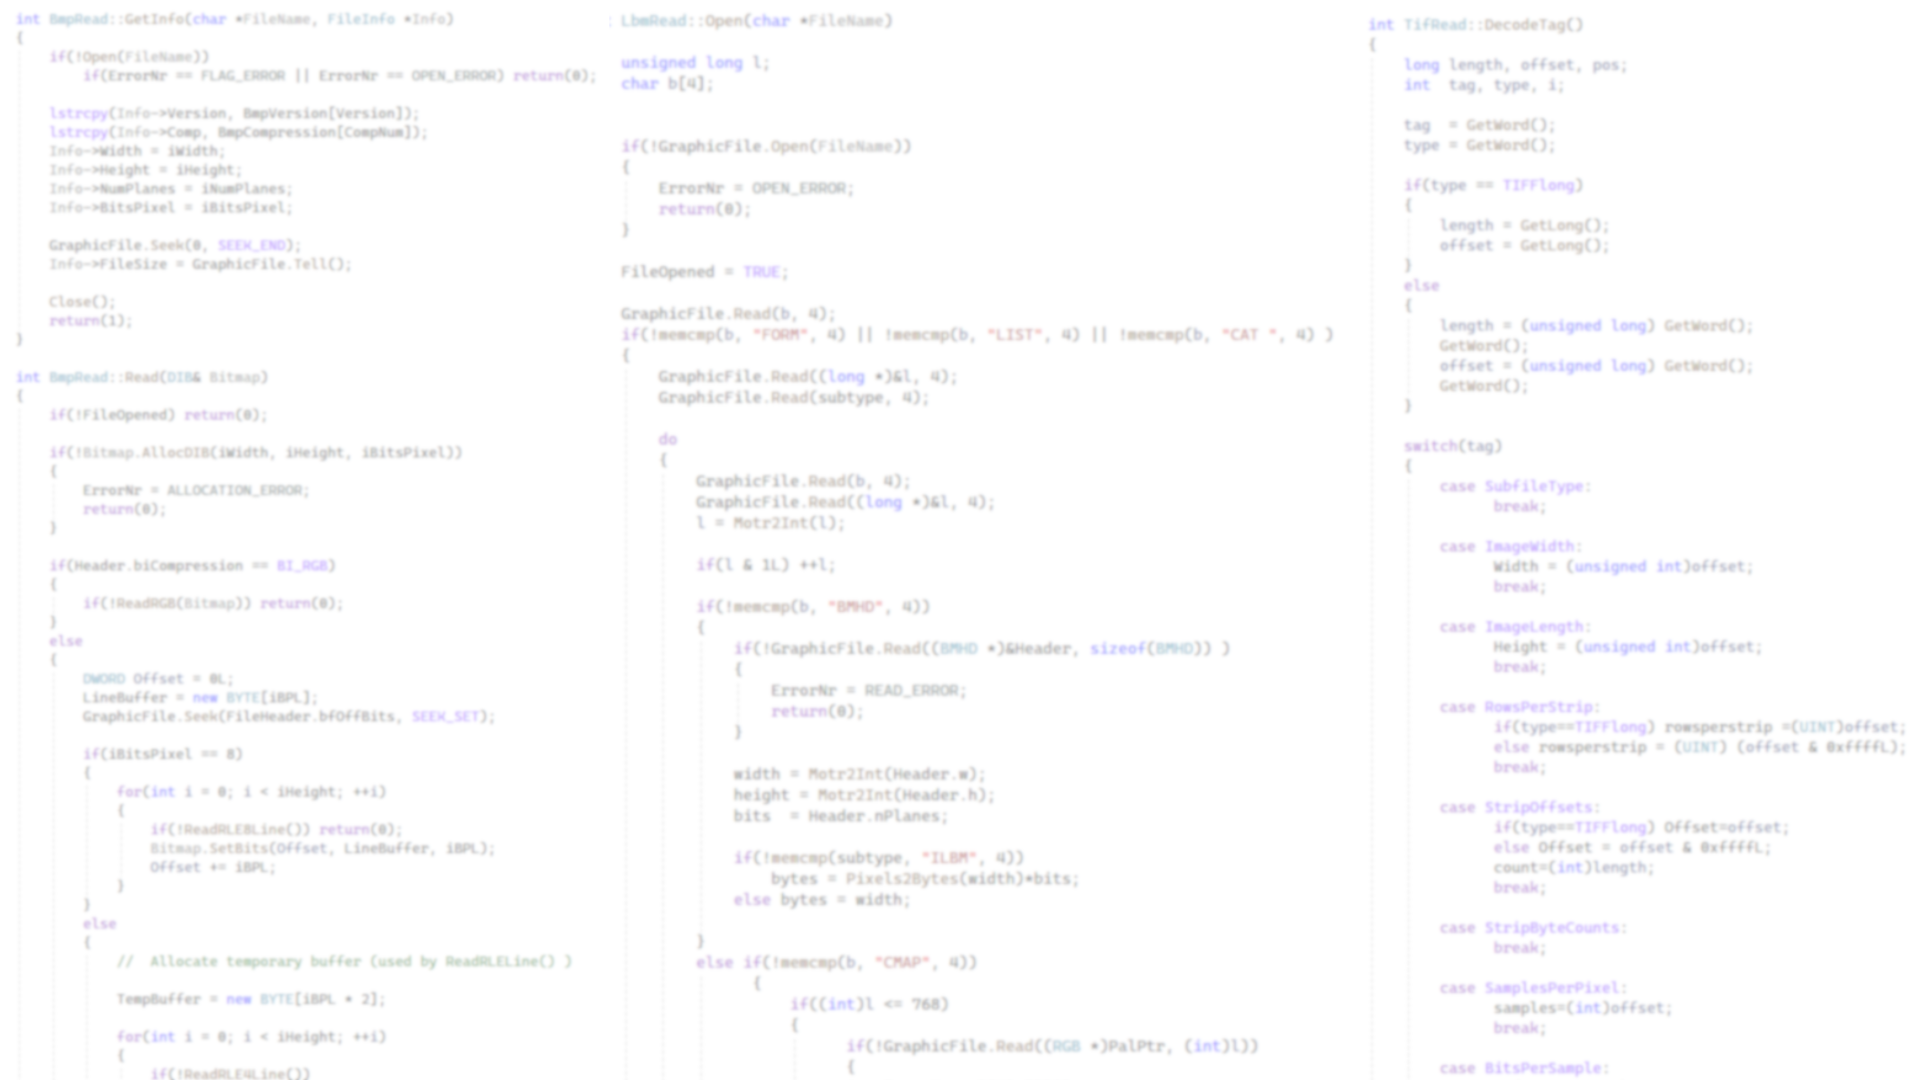 int BmpRead::GetInfo(char *FileName, FileInfo *Info)
{
if(!Open(FileName))
if(ErrorNr == FLAG_ERROR || ErrorNr == OPEN_ERROR) return(0);
lstrcpy(Info->Version, BmpVersion[Version]);
lstrcpy(Info->Comp, BmpCompression[CompNum]);
Info->Width = iWidth;
Info->Height = iHeight;
Info->NumPlanes = iNumPlanes;
Info->BitsPixel = iBitsPixel;
GraphicFile.Seek(0, SEEK_END);
Info->FileSize = GraphicFile.Tell();
Close();
return(1);
}
int BmpRead::Read(DIB& Bitmap)
{
if(!FileOpened) return(0);
if(!Bitmap.AllocDIB(iWidth, iHeight, iBitsPixel))
{
ErrorNr = ALLOCATION_ERROR;
return(0);
}
if(Header.biCompression == BI_RGB)
{
if(!ReadRGB(Bitmap)) return(0);
}
else
{
DWORD Offset = 0L;
LineBuffer = new BYTE[iBPL];
GraphicFile.Seek(FileHeader.bfOffBits, SEEK_SET);
if(iBitsPixel == 8)
{
for(int i = 0; i < iHeight; ++i)
{
if(!ReadRLE8Line()) return(0);
Bitmap.SetBits(Offset, LineBuffer, iBPL);
Offset += iBPL;
}
}
else
{
// Allocate temporary buffer (used by ReadRLELine() )
TempBuffer = new BYTE[iBPL * 2];
for(int i = 0; i < iHeight; ++i)
{
if(!ReadRLE4Line())
: LbmRead::Open(char *FileName)
unsigned long l;
char b[4];
if(!GraphicFile.Open(FileName))
{
ErrorNr = OPEN_ERROR;
return(0);
}
FileOpened = TRUE;
GraphicFile.Read(b, 4);
if(!memcmp(b, "FORM", 4) || !memcmp(b, "LIST", 4) || !memcmp(b, "CAT ", 4) )
{
GraphicFile.Read((long *)&l, 4);
GraphicFile.Read(subtype, 4);
do
{
GraphicFile.Read(b, 4);
GraphicFile.Read((long *)&l, 4);
l = Motr2Int(l);
if(l & 1L) ++l;
if(!memcmp(b, "BMHD", 4))
{
if(!GraphicFile.Read((BMHD *)&Header, sizeof(BMHD)) )
{
ErrorNr = READ_ERROR;
return(0);
}
width = Motr2Int(Header.w);
height = Motr2Int(Header.h);
bits = Header.nPlanes;
if(!memcmp(subtype, "ILBM", 4))
bytes = Pixels2Bytes(width)*bits;
else bytes = width;
}
else if(!memcmp(b, "CMAP", 4))
{
if((int)l <= 768)
{
if(!GraphicFile.Read((RGB *)PalPtr, (int)l))
{
int TifRead::DecodeTag()
{
long length, offset, pos;
int tag, type, i;
tag = GetWord();
type = GetWord();
if(type == TIFFlong)
{
length = GetLong();
offset = GetLong();
}
else
{
length = (unsigned long) GetWord();
GetWord();
offset = (unsigned long) GetWord();
GetWord();
}
switch(tag)
{
case SubfileType:
break;
case ImageWidth:
Width = (unsigned int)offset;
break;
case ImageLength:
Height = (unsigned int)offset;
break;
case RowsPerStrip:
if(type==TIFFlong) rowsperstrip =(UINT)offset;
else rowsperstrip = (UINT) (offset & 0xffffL);
break;
case StripOffsets:
if(type==TIFFlong) Offset=offset;
else Offset = offset & 0xffffL;
count=(int)length;
break;
case StripByteCounts:
break;
case SamplesPerPixel:
samples=(int)offset;
break;
case BitsPerSample: